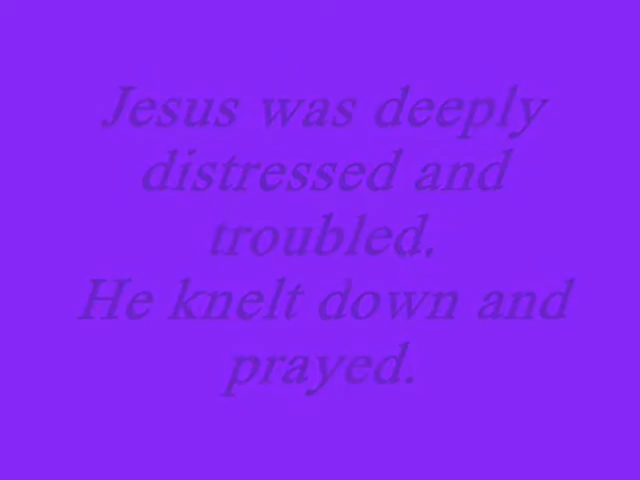 Jesus was deeply
distressed and
troubled.
He knelt down and
prayed.